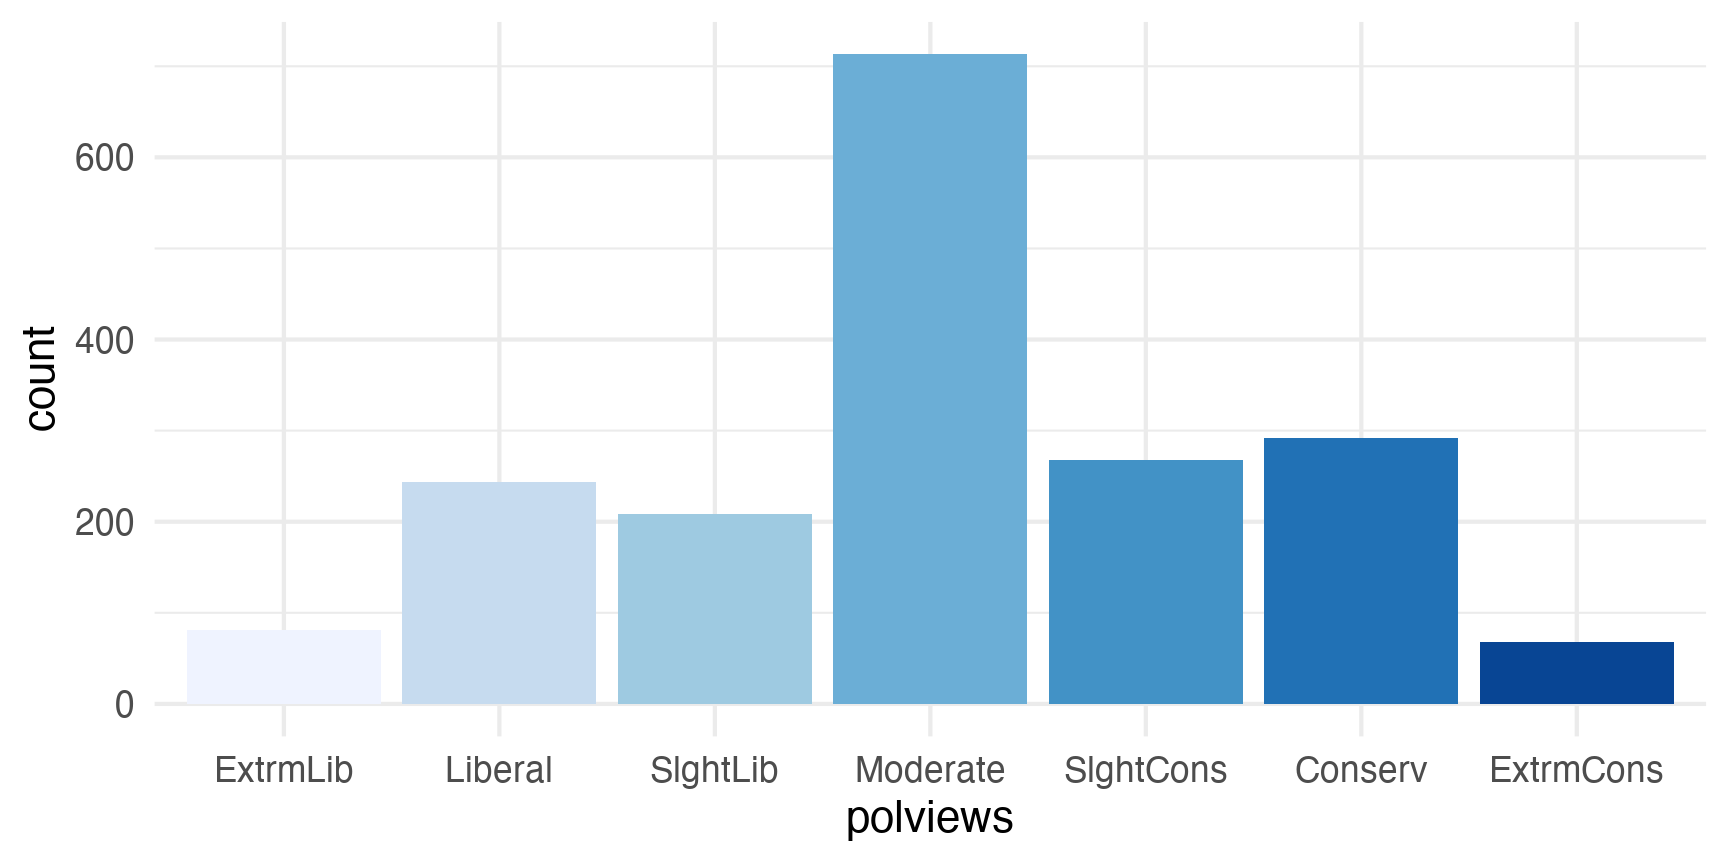 count
600
400
200
0
ExtrmLib Liberal SlghtLib Moderate SlghtCons Conserv ExtrmCons
polviews